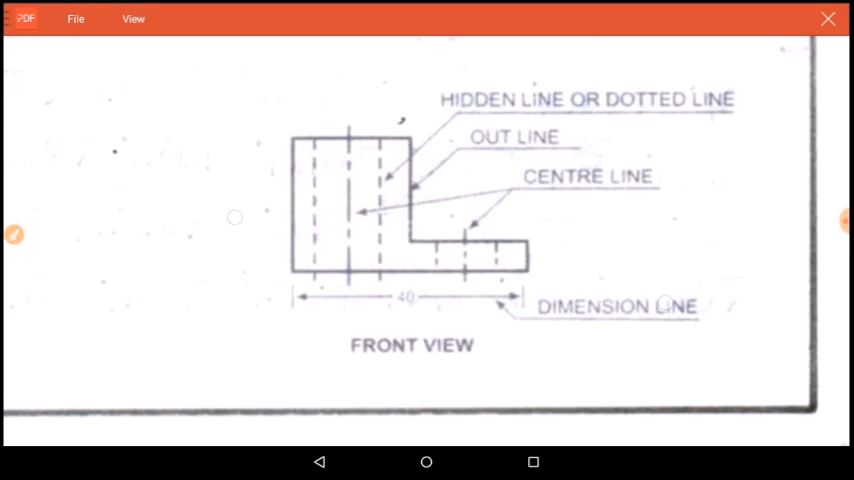 PDF File View
HIDDEN LINE OR DOTTED LINE
OUT LINE
CENTRE LINE
40
DIMENSION LINE
FRONT VIEW